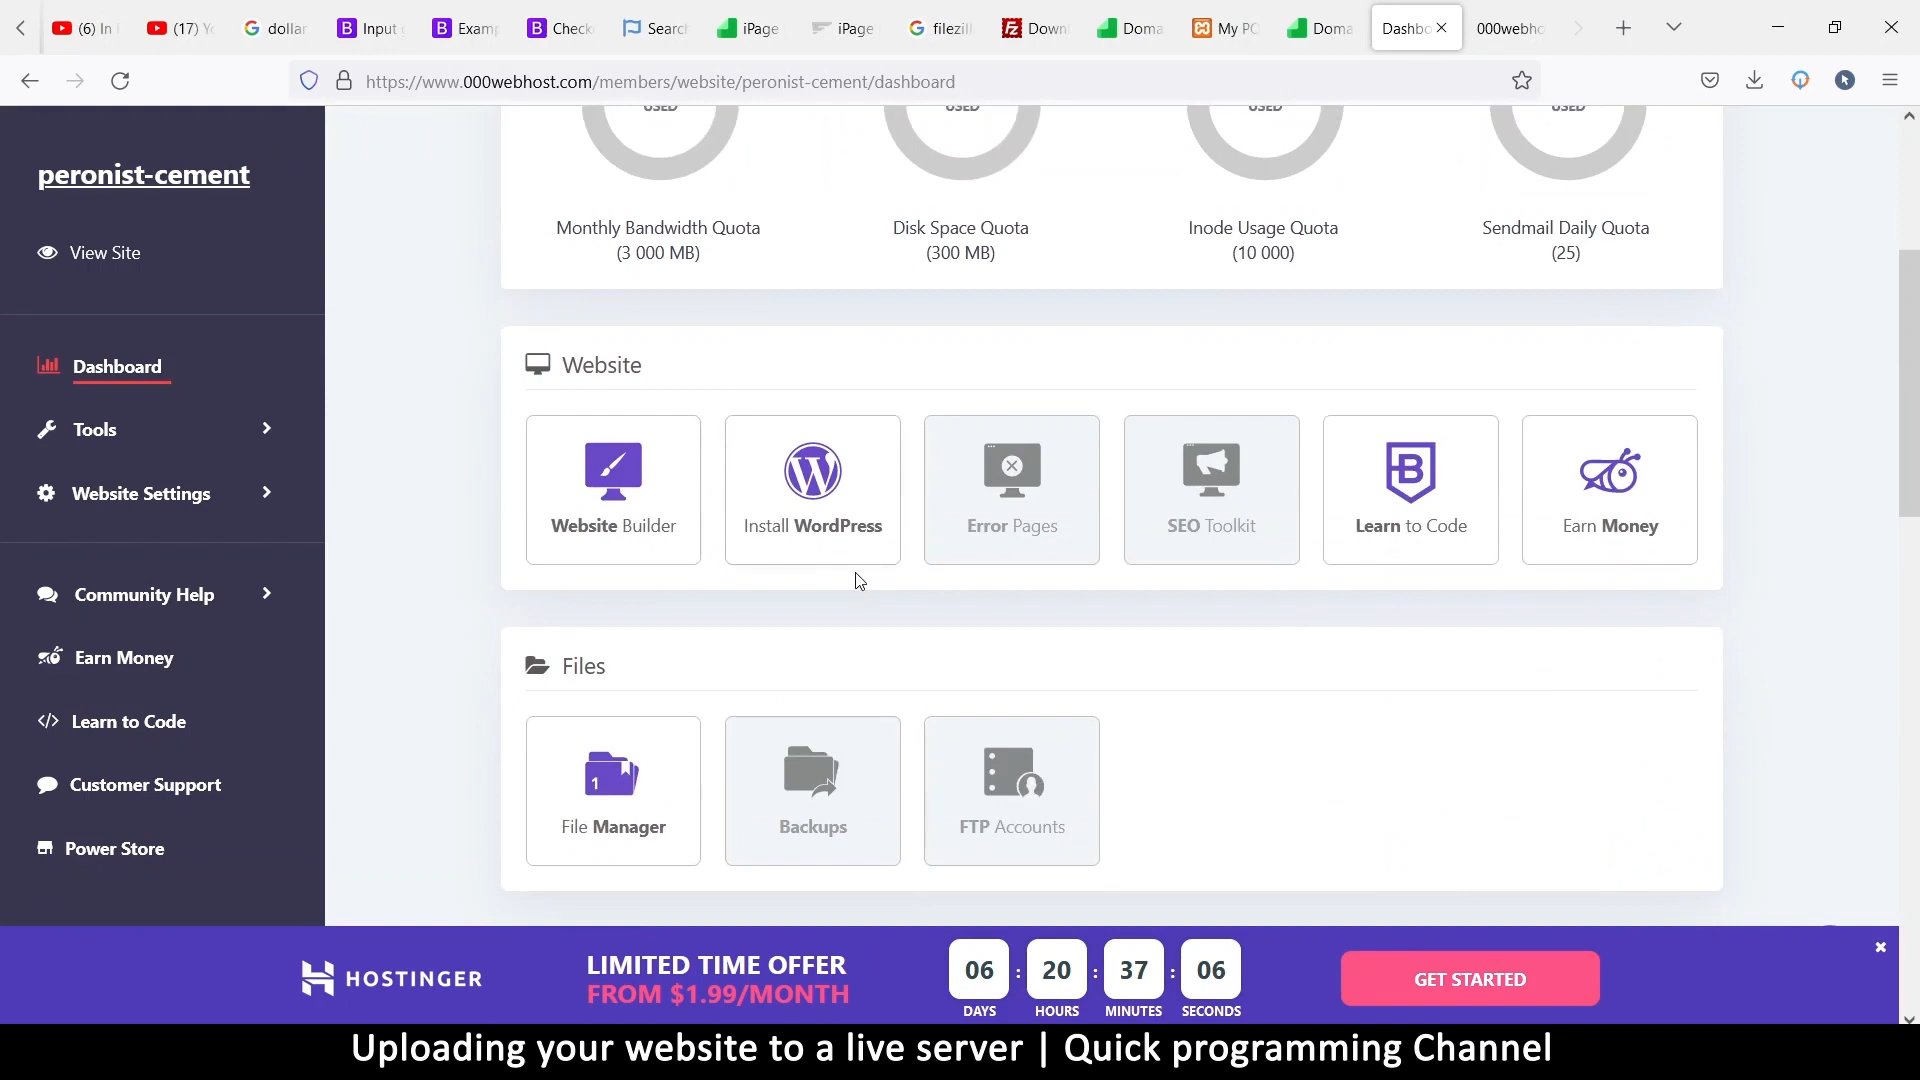 (6) In
(17) Yo
dollar
Input
Examp
Check
Search
iPage
iPage
filezill
Down
Doma
My PC
Doma
Dashbo
000webho
https://www.000webhost.com/members/website/peronist-cement/dashboard
peronist-cement
View Site
Dashboard
Tools
Website Settings
Community Help
Earn Money
Learn to Code
Customer Support
Power Store
USED
USED
USED
USED
Monthly Bandwidth Quota
(3 000 MB)
Disk Space Quota
(300 MB)
Inode Usage Quota
(10 000)
Sendmail Daily Quota
(25)
Website
Website Builder
Install WordPress
Error Pages
SEO Toolkit
Learn to Code
Earn Money
Files
1
File Manager
Backups
FTP Accounts
HOSTINGER
LIMITED TIME OFFER
FROM $1.99/MONTH
06 : 20 : 37 : 06
DAYS HOURS MINUTES SECONDS
GET STARTED
Uploading your website to a live server | Quick programming Channel